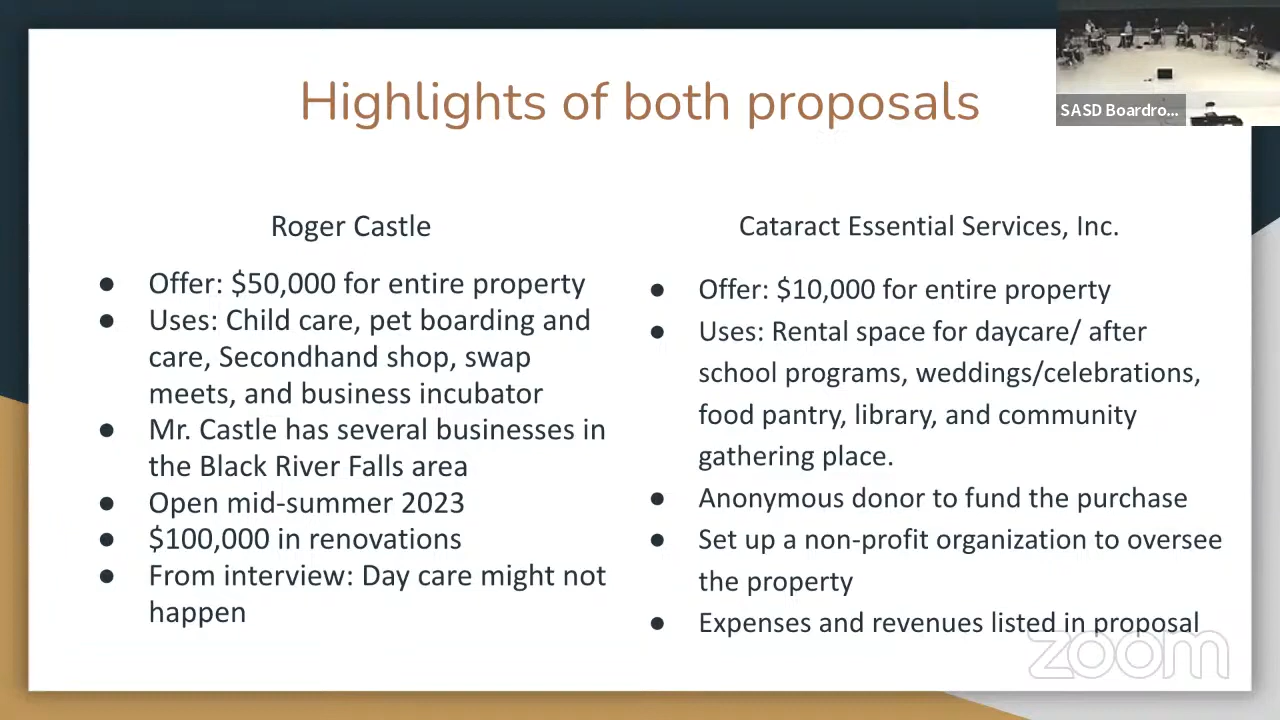 Highlights of both proposals
SASD Boardro...
Roger Castle
● Offer: $50,000 for entire property
● Uses: Child care, pet boarding and
care, Secondhand shop, swap
meets, and business incubator
● Mr. Castle has several businesses in
the Black River Falls area
● Open mid-summer 2023
● $100,000 in renovations
● From interview: Day care might not
happen
Cataract Essential Services, Inc.
● Offer: $10,000 for entire property
● Uses: Rental space for daycare/ after
school programs, weddings/celebrations,
food pantry, library, and community
gathering place.
● Anonymous donor to fund the purchase
● Set up a non-profit organization to oversee
the property
● Expenses and revenues listed in proposal
zoom